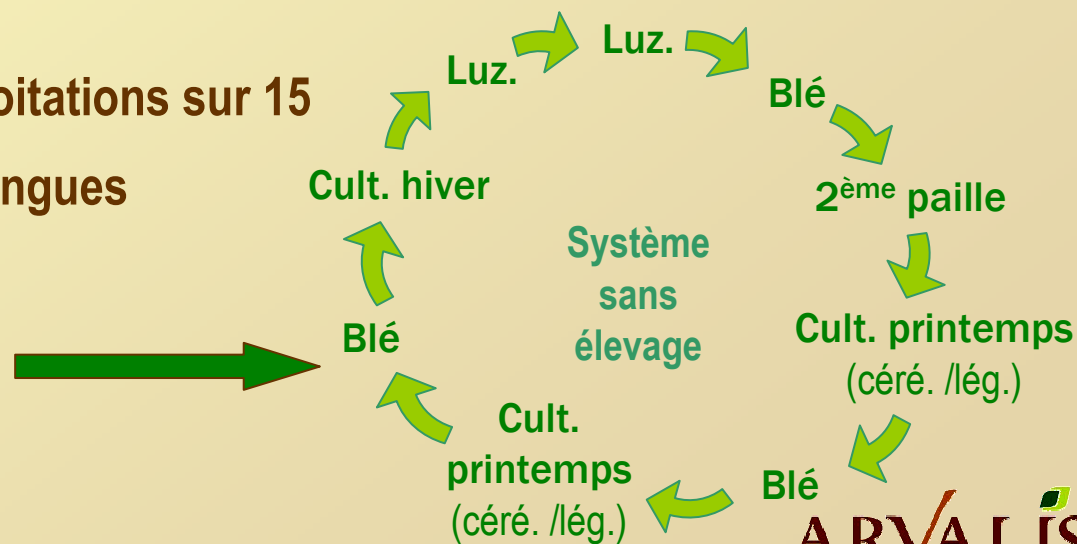 oitations sur 15
ngues
Luz.
Luz.
Blé
2ème paille
Cult. printemps
(céré. /lég.)
Blé
Cult.
printemps
(céré. /lég.)
Blé
Cult. hiver
Système
sans
élevage
ARVALIS